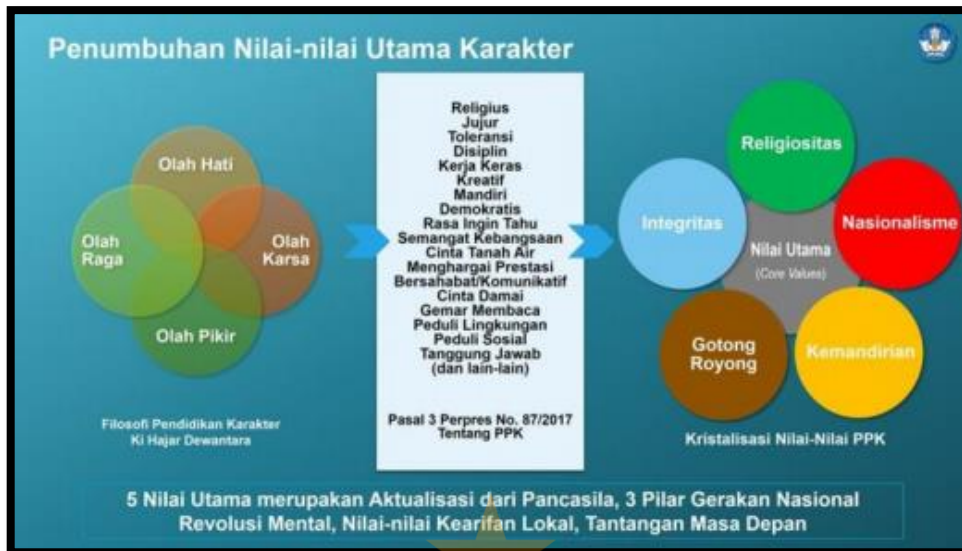 Penumbuhan Nilai-nilai Utama Karakter
Olah Hati
Olah
Raga
Olah
Karsa
Olah Pikir
Filosofi Pendidikan Karakter
Ki Hajar Dewantara
Religius
Jujur
Toleransi
Disiplin
Kerja Keras
Kreatif
Mandiri
Demokratis
Rasa Ingin Tahu
Semangat Kebangsaan
Cinta Tanah Air
Menghargai Prestasi
Bersahabat/Komunikatif
Cinta Damai
Gemar Membaca
Peduli Lingkungan
Peduli Sosial
Tanggung Jawab
(dan lain-lain)
Pasal 3 Perpres No. 87/2017
Tentang PPK
Religiositas
Integritas
Nasionalisme
Nilai Utama
(Core Values)
Gotong
Royong
Kemandirian
Kristalisasi Nilai-Nilai PPK
5 Nilai Utama merupakan Aktualisasi dari Pancasila, 3 Pilar Gerakan Nasional
Revolusi Mental, Nilai-nilai Kearifan Lokal, Tantangan Masa Depan